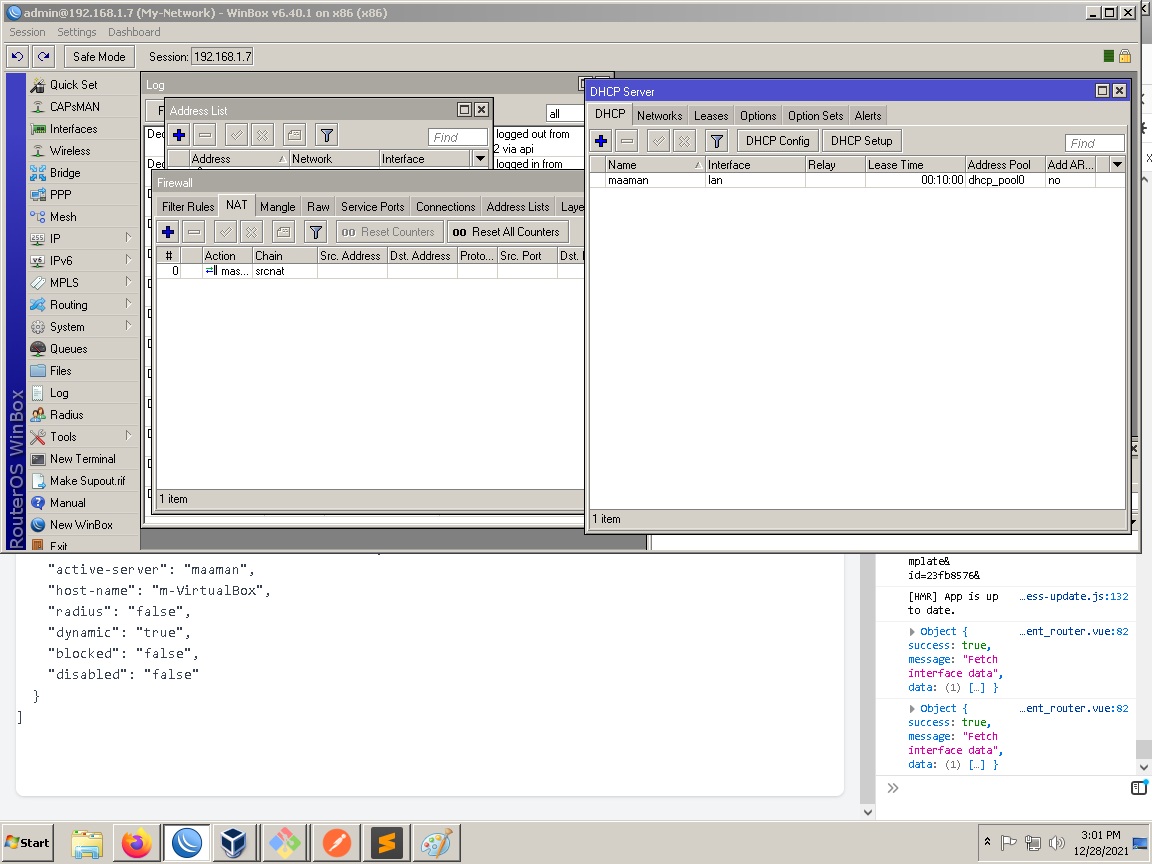 admin@192.168.1.7 (My-Network) - WinBox v6.40.1 on x86 (x86)
Session Settings Dashboard
Safe Mode Session: 192.168.1.7
RouterOS WinBox
Quick Set
CAPsMAN
Interfaces
Wireless
Bridge
PPP
Mesh
IP
IPv6
MPLS
Routing
System
Queues
Files
Log
Radius
Tools
New Terminal
Make Supout.rif
Manual
New WinBox
Exit
Log
all
logged out from
2 via api
logged in from
Address List
Find
Address Network Interface
Firewall
Filter Rules NAT Mangle Raw Service Ports Connections Address Lists Laye
00 Reset Counters 00 Reset All Counters
# Action Chain Src. Address Dst. Address Proto... Src. Port Dst.
0 mas... srcnat
1 item
DHCP Server
DHCP Networks Leases Options Option Sets Alerts
DHCP Config DHCP Setup Find
Name Interface Relay Lease Time Address Pool Add AR...
maaman lan 00:10:00 dhcp_pool0 no
1 item
"active-server": "maaman",
"host-name": "m-VirtualBox",
"radius": "false",
"dynamic": "true",
"blocked": "false",
"disabled": "false"
}
]
mplate&
id=23fb8576&
[HMR] App is up …ess-update.js:132
to date.
Object { …ent_router.vue:82
success: true,
message: "Fetch
interface data",
data: (1) […] }
Object { …ent_router.vue:82
success: true,
message: "Fetch
interface data",
data: (1) […] }
Start
3:01 PM
12/28/2021